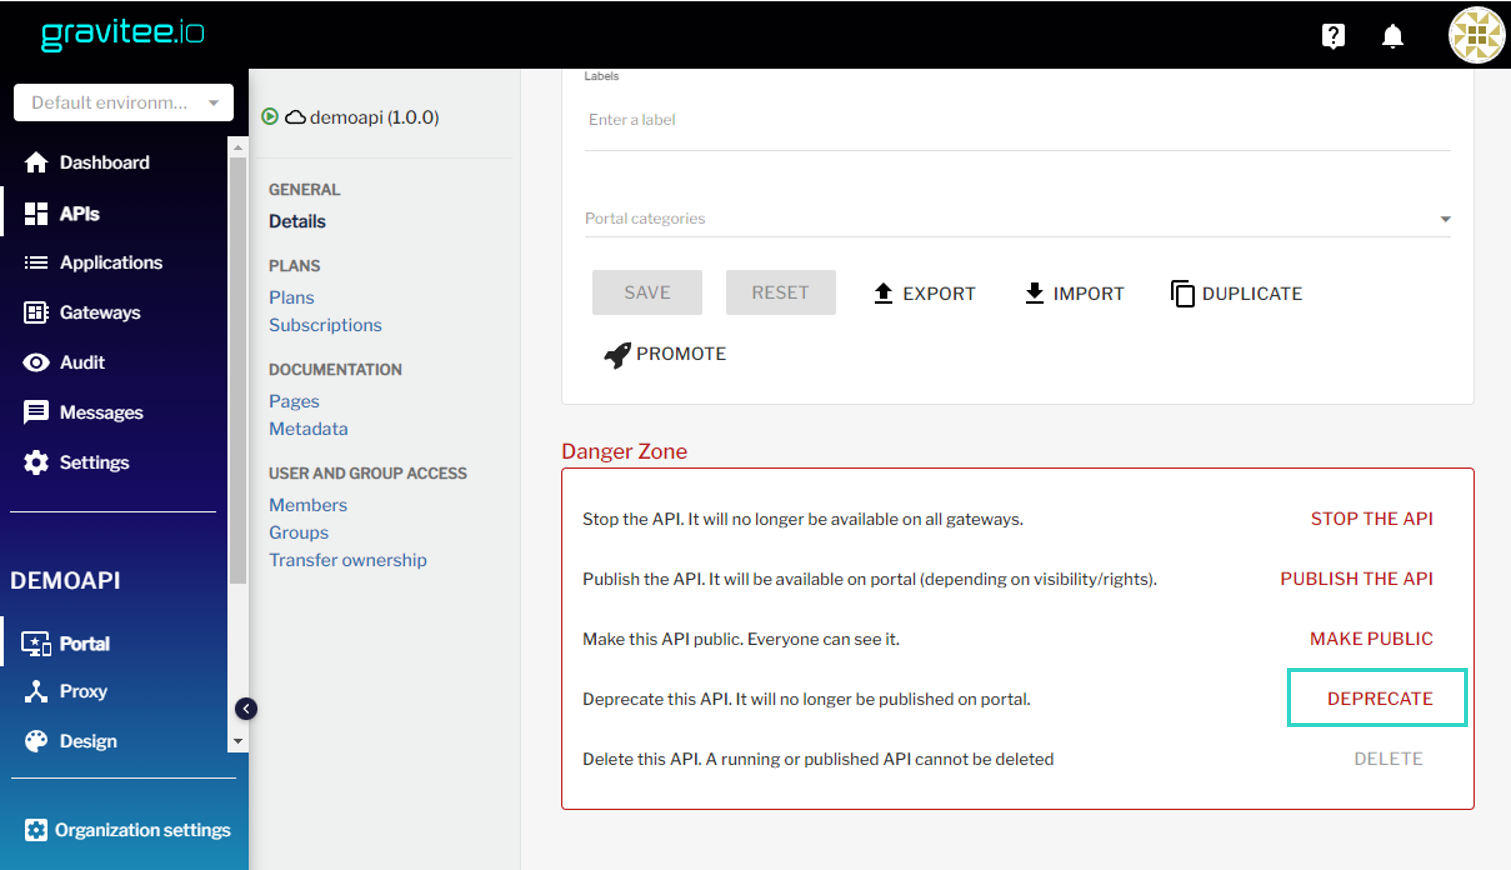 gravitee.io
Default environm...
Dashboard
APIs
Applications
Gateways
Audit
Messages
Settings
DEMOAPI
Portal
Proxy
Design
Organization settings
demoapi (1.0.0)
GENERAL
Details
PLANS
Plans
Subscriptions
DOCUMENTATION
Pages
Metadata
USER AND GROUP ACCESS
Members
Groups
Transfer ownership
Labels
Enter a label
Portal categories
SAVE RESET EXPORT IMPORT DUPLICATE
PROMOTE
Danger Zone
Stop the API. It will no longer be available on all gateways. STOP THE API
Publish the API. It will be available on portal (depending on visibility/rights). PUBLISH THE API
Make this API public. Everyone can see it. MAKE PUBLIC
Deprecate this API. It will no longer be published on portal. DEPRECATE
Delete this API. A running or published API cannot be deleted DELETE